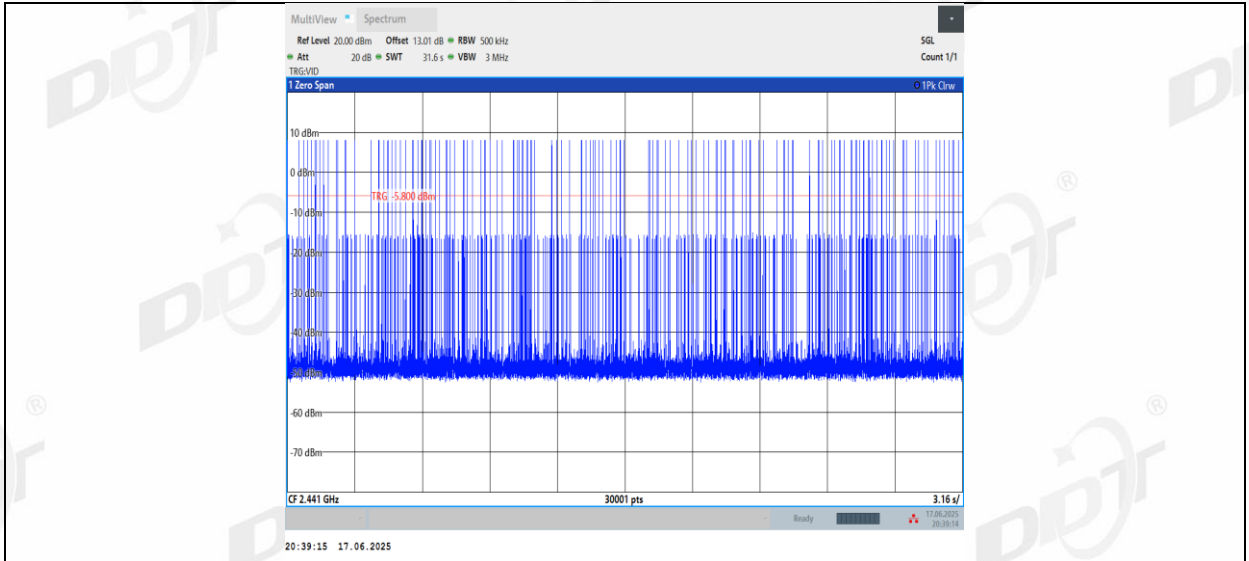 MultiView Spectrum
Ref Level 20.00 dBm Offset 13.01 dB RBW 500 kHz SGL
Att 20 dB SWT 31.6 s VBW 3 MHz Count 1/1
TRG:VID
1 Zero Span 1Pk Clrw
10 dBm
0 dBm
TRG -5.800 dBm
-10 dBm
-20 dBm
-30 dBm
-40 dBm
-50 dBm
-60 dBm
-70 dBm
CF 2.441 GHz 30001 pts 3.16 s/
Ready 17.06.2025
20:39:14
20:39:15 17.06.2025
DDT
®